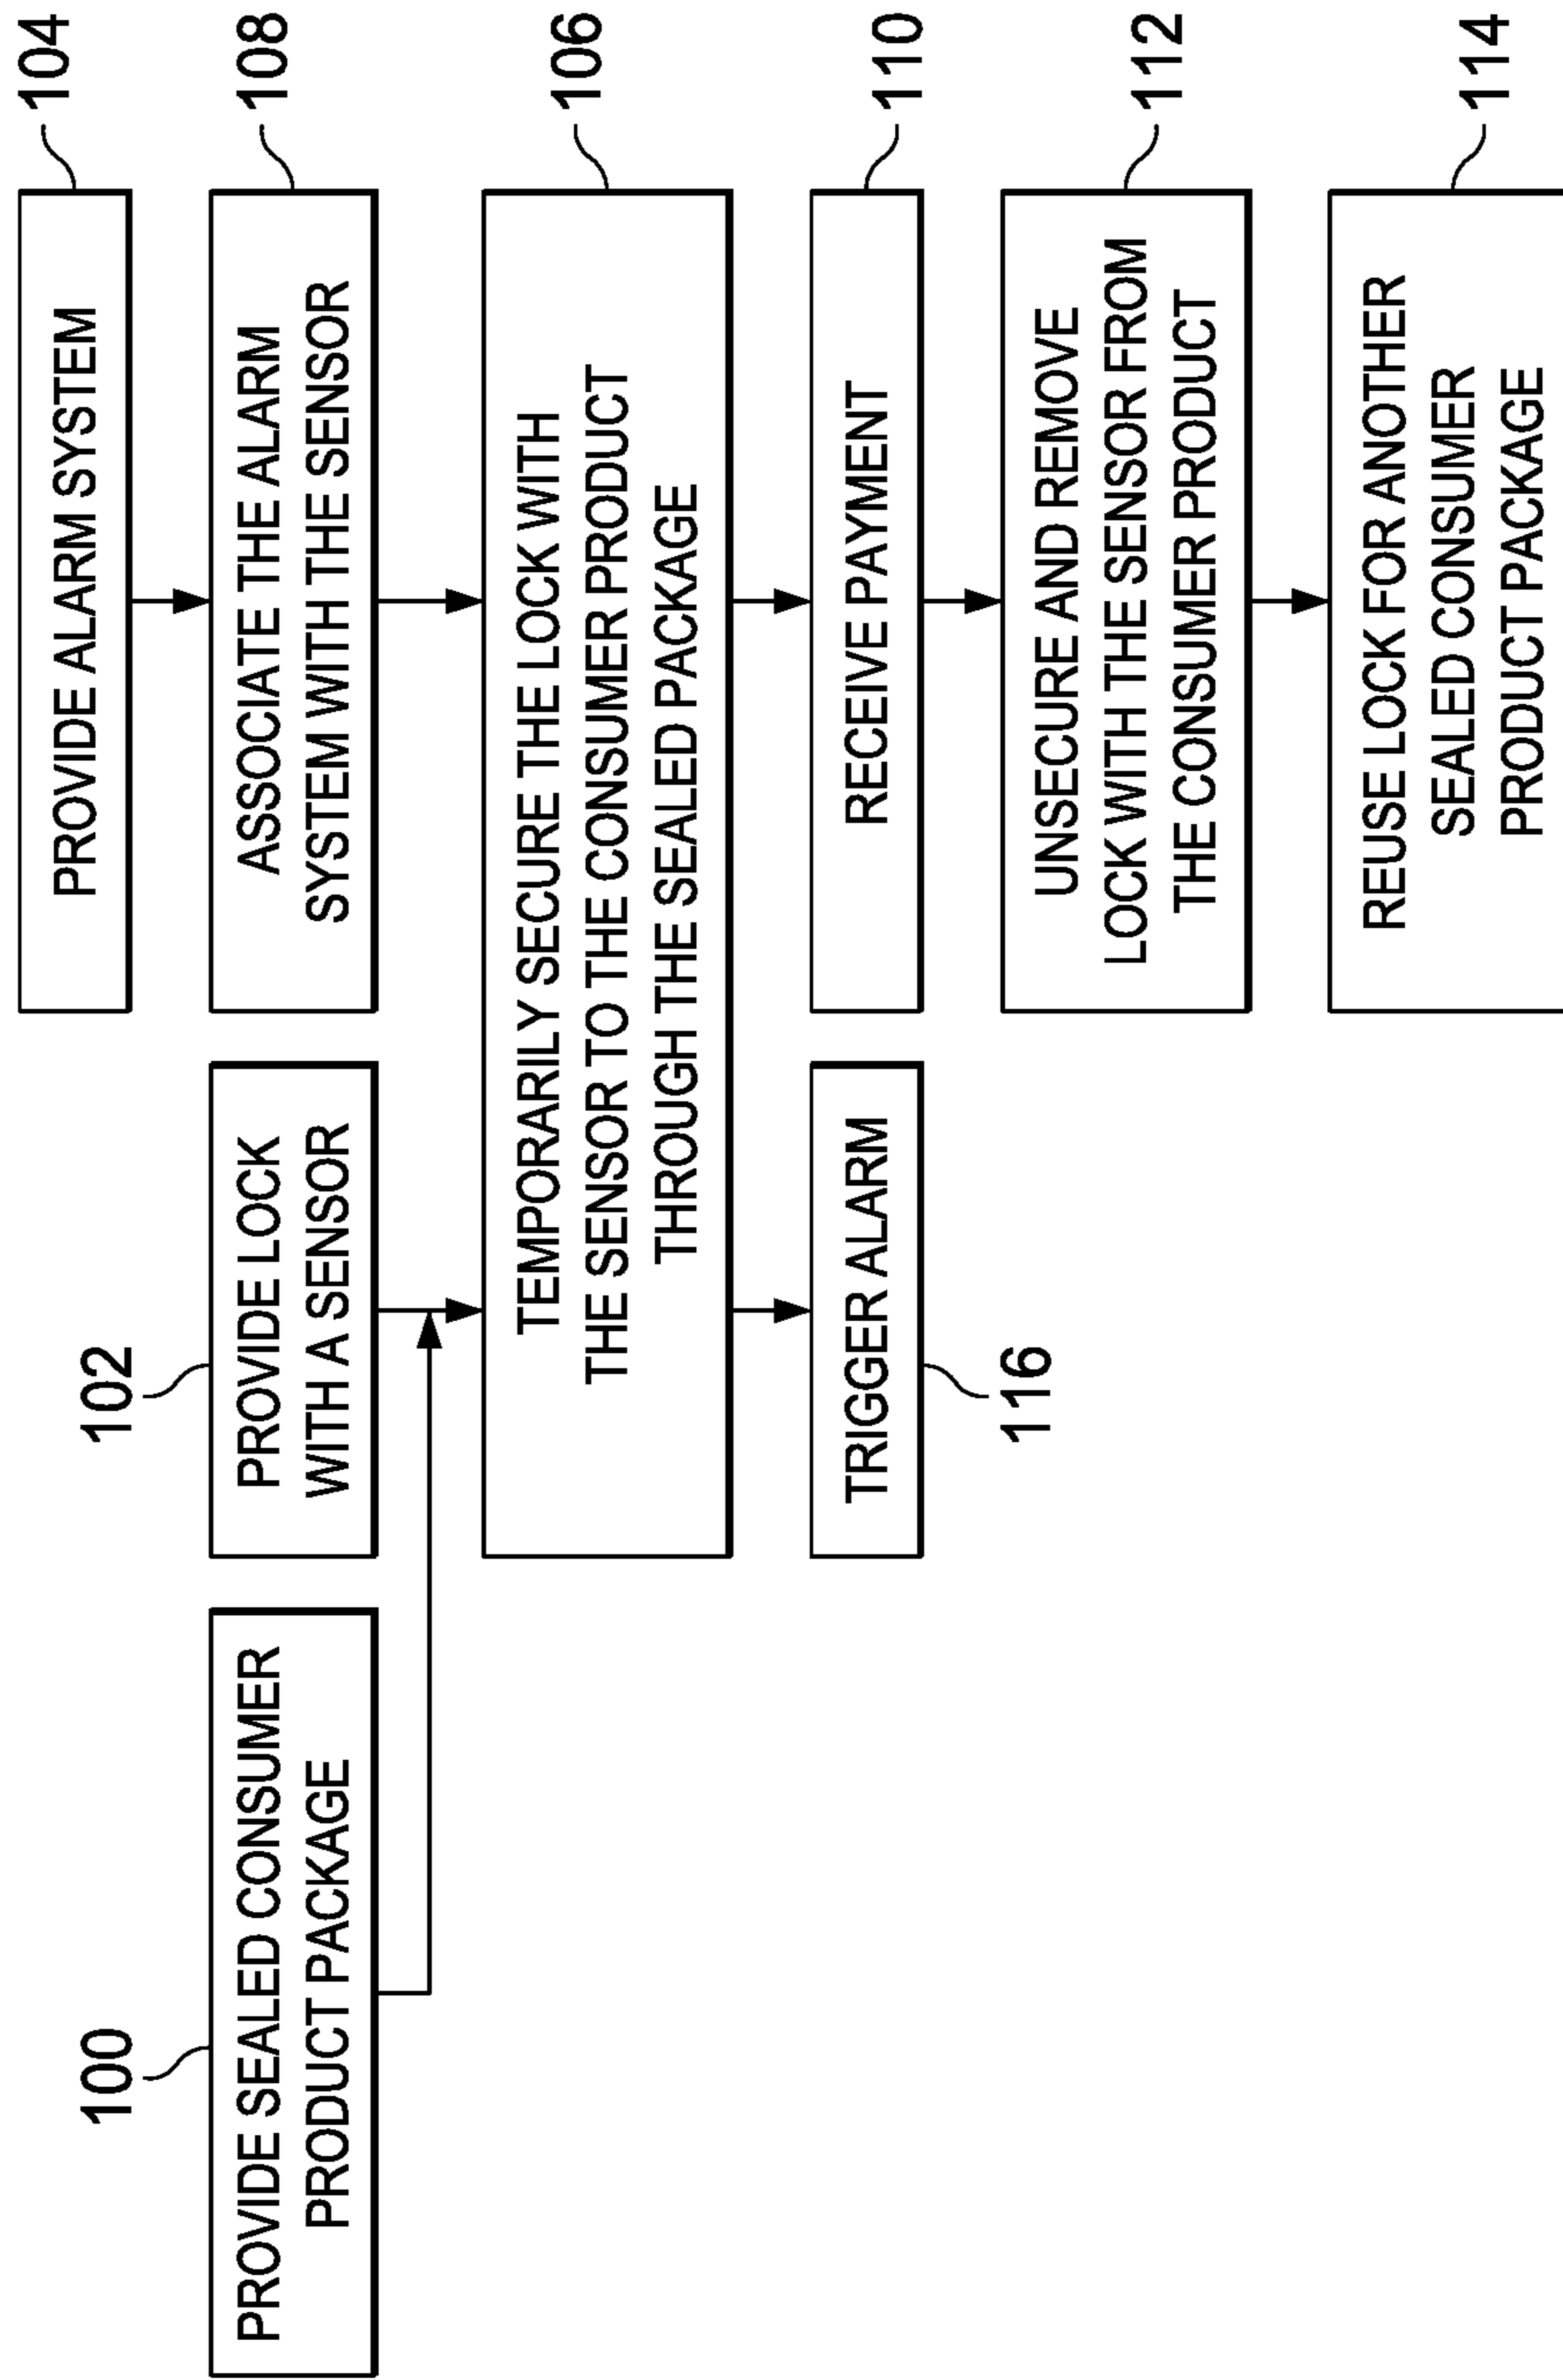 104
PROVIDE ALARM SYSTEM
100
PROVIDE SEALED CONSUMER
PRODUCT PACKAGE
102
PROVIDE LOCK
WITH A SENSOR
108
ASSOCIATE THE ALARM
SYSTEM WITH THE SENSOR
106
TEMPORARILY SECURE THE LOCK WITH
THE SENSOR TO THE CONSUMER PRODUCT
THROUGH THE SEALED PACKAGE
TRIGGER ALARM
116
110
RECEIVE PAYMENT
112
UNSECURE AND REMOVE
LOCK WITH THE SENSOR FROM
THE CONSUMER PRODUCT
114
REUSE LOCK FOR ANOTHER
SEALED CONSUMER
PRODUCT PACKAGE